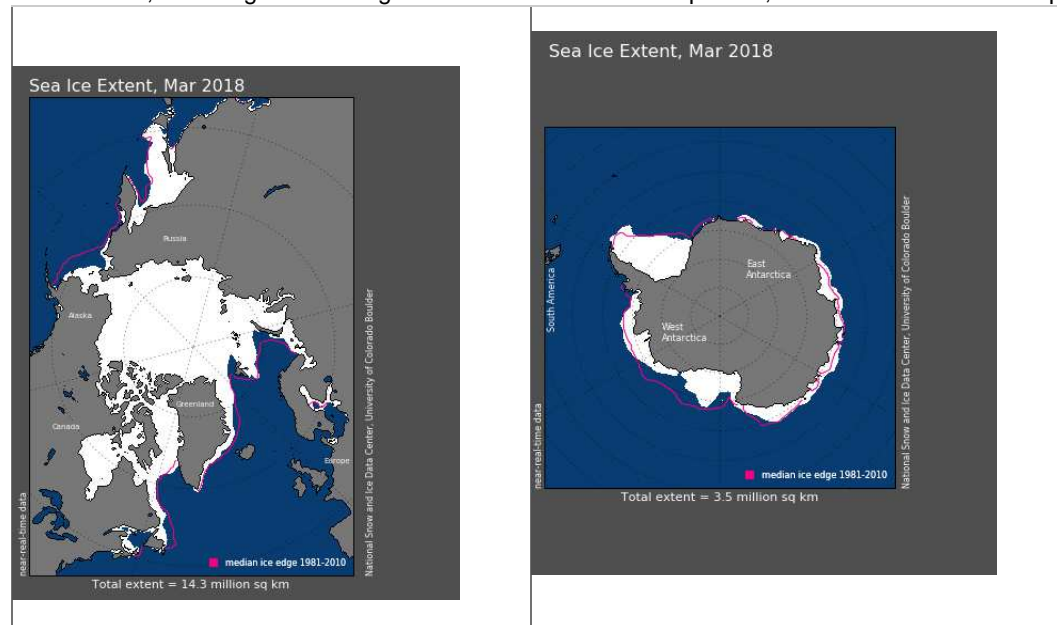 Sea Ice Extent, Mar 2018
Russia
Alaska
Greenland
Canada
Europe
near-real-time data
National Snow and Ice Data Center, University of Colorado Boulder
median ice edge 1981-2010
Total extent = 14.3 million sq km
Sea Ice Extent, Mar 2018
East
Antarctica
South America
West
Antarctica
near-real-time data
National Snow and Ice Data Center, University of Colorado Boulder
median ice edge 1981-2010
Total extent = 3.5 million sq km